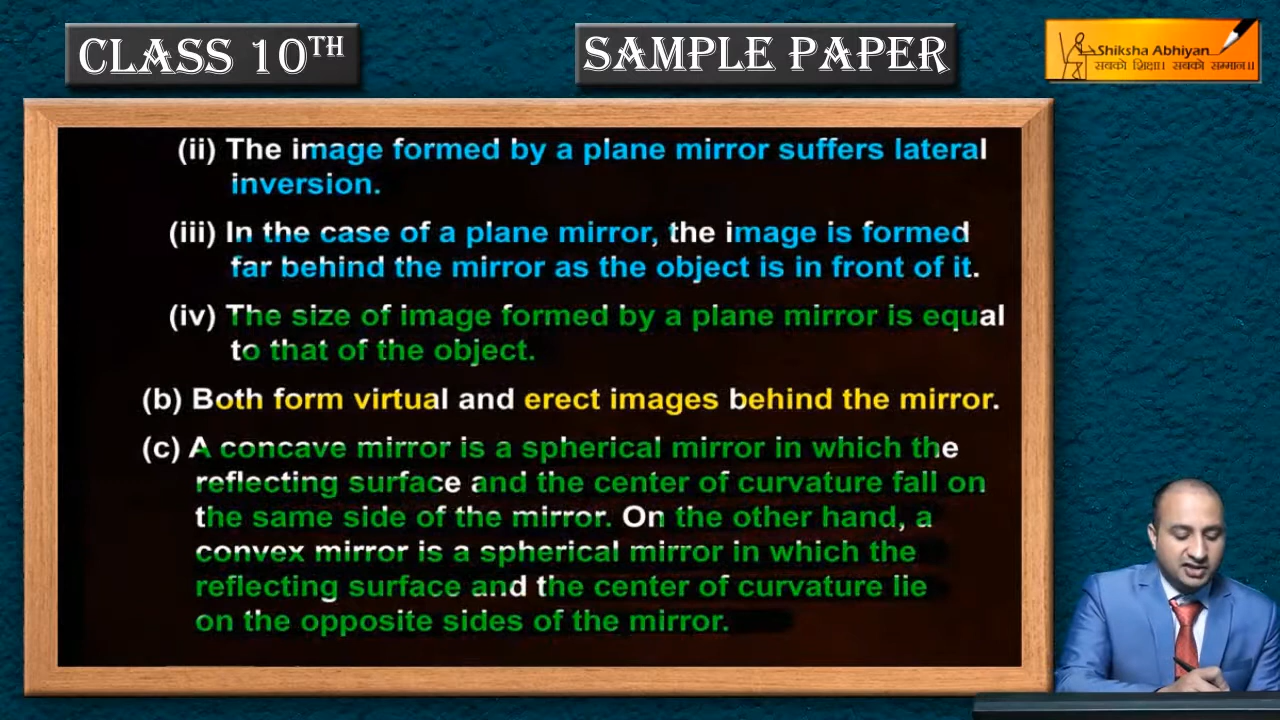 CLASS 10TH
SAMPLE PAPER
Shiksha Abhiyan
सबको शिक्षा। सबको सम्मान॥
(ii) The image formed by a plane mirror suffers lateral
inversion.
(iii) In the case of a plane mirror, the image is formed
far behind the mirror as the object is in front of it.
(iv) The size of image formed by a plane mirror is equal
to that of the object.
(b) Both form virtual and erect images behind the mirror.
(c) A concave mirror is a spherical mirror in which the
reflecting surface and the center of curvature fall on
the same side of the mirror. On the other hand, a
convex mirror is a spherical mirror in which the
reflecting surface and the center of curvature lie
on the opposite sides of the mirror.